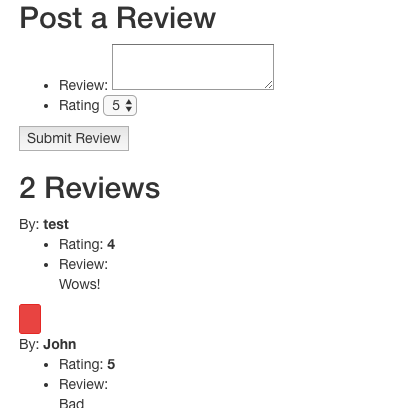 Post a Review
Review:
Rating 5
Submit Review
2 Reviews
By: test
Rating: 4
Review:
Wows!
By: John
Rating: 5
Review:
Bad